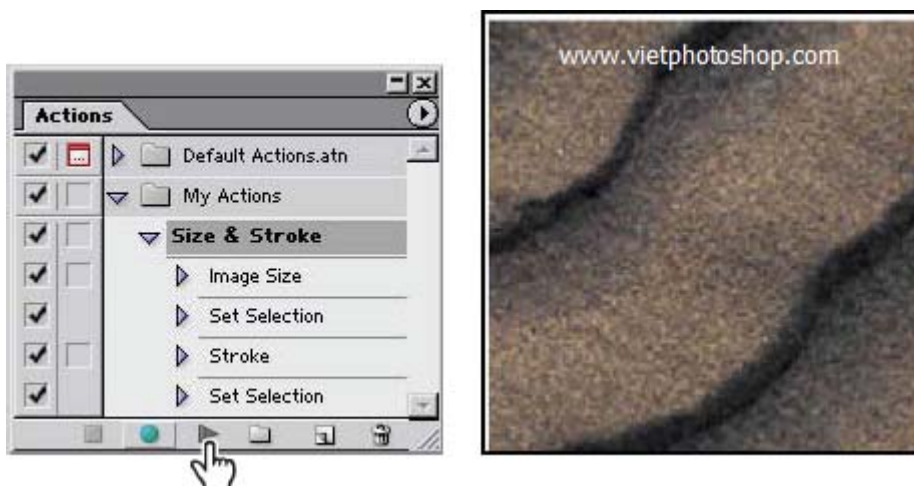 Actions
Default Actions.atn
My Actions
Size & Stroke
Image Size
Set Selection
Stroke
Set Selection
www.vietphotoshop.com